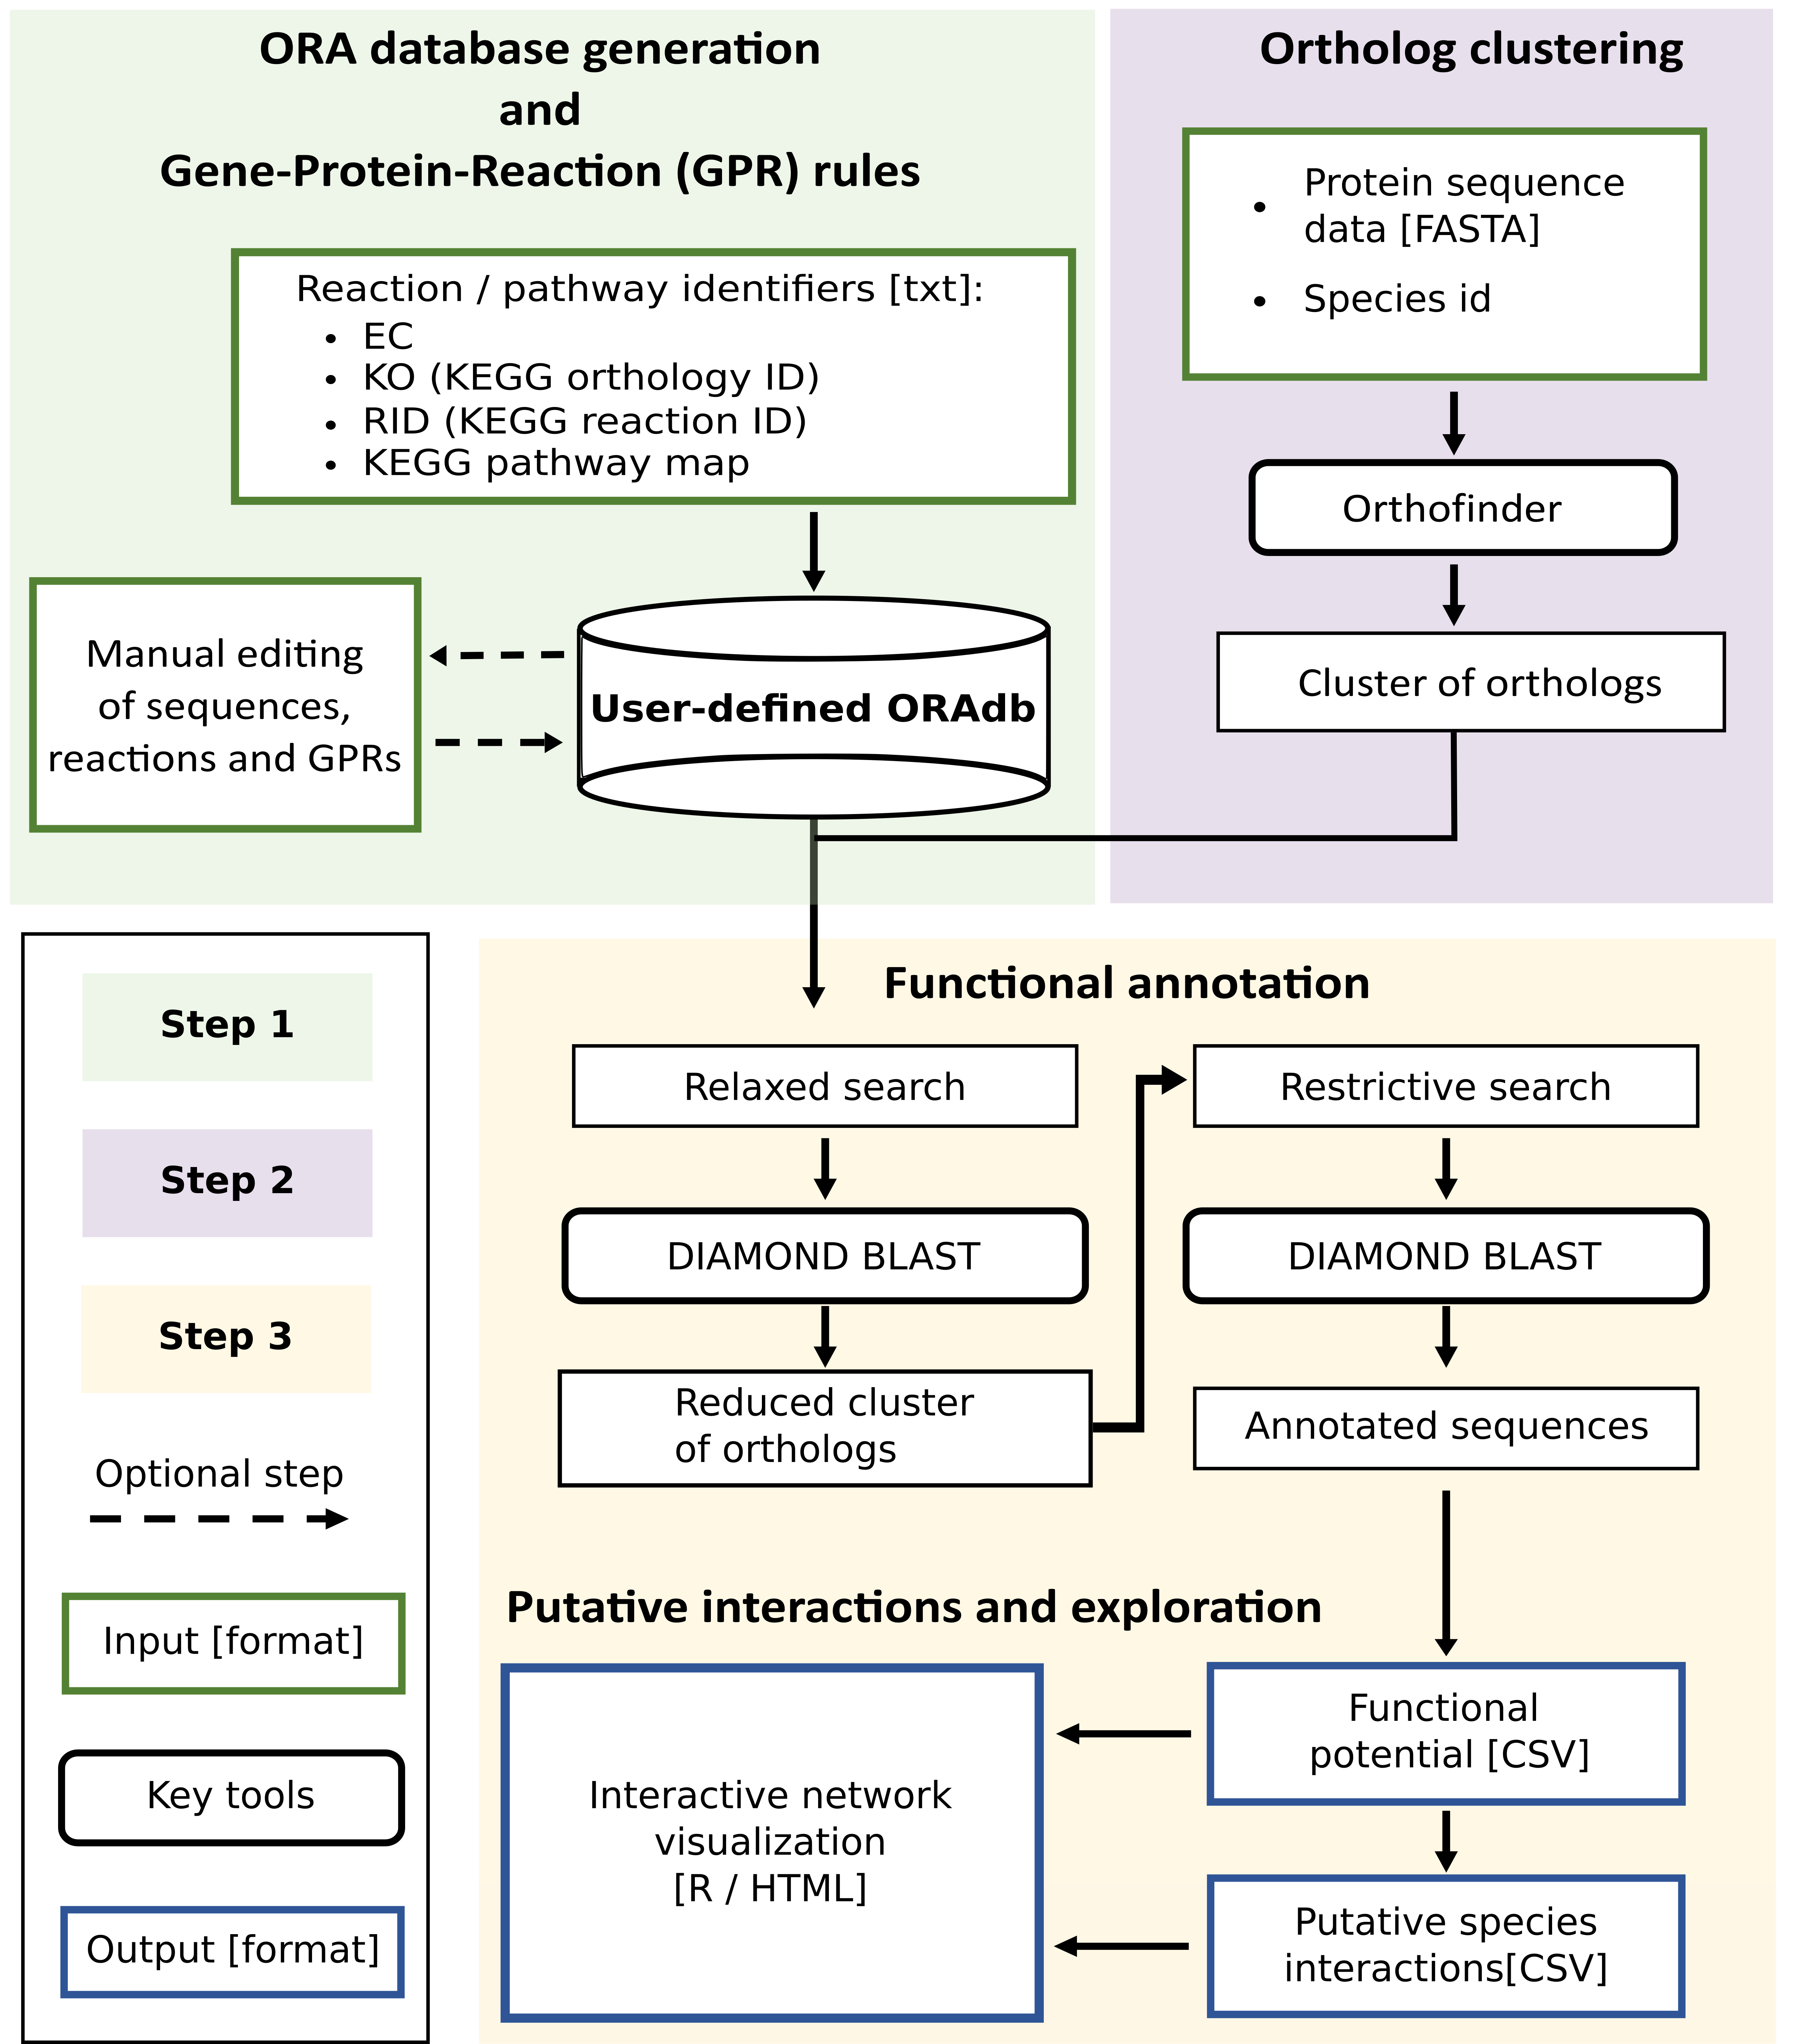 ORA database generation
and
Gene-Protein-Reaction (GPR) rules
Reaction / pathway identifiers [txt]:
• EC
• KO (KEGG orthology ID)
• RID (KEGG reaction ID)
• KEGG pathway map
Manual editing
of sequences,
reactions and GPRs
User-defined ORAdb
Ortholog clustering
• Protein sequence
data [FASTA]
• Species id
Orthofinder
Cluster of orthologs
Step 1
Step 2
Step 3
Optional step
Input [format]
Key tools
Output [format]
Functional annotation
Relaxed search
DIAMOND BLAST
Reduced cluster
of orthologs
Restrictive search
DIAMOND BLAST
Annotated sequences
Putative interactions and exploration
Functional
potential [CSV]
Putative species
interactions[CSV]
Interactive network
visualization
[R / HTML]